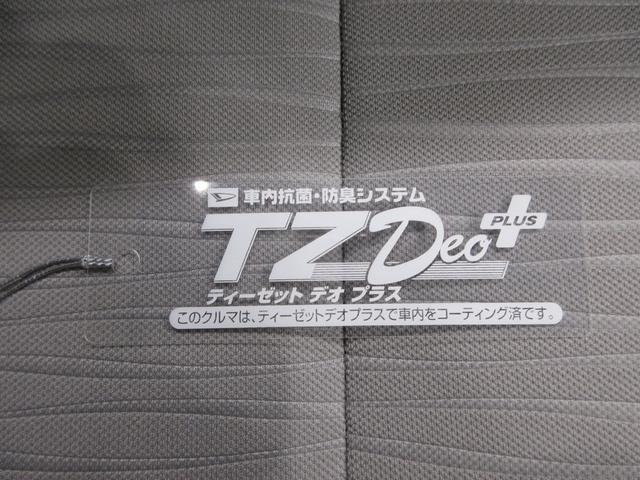 車内抗菌・防臭システム
TZDeo+ PLUS
ティーゼット デオ プラス
このクルマは、ティーゼットデオプラスで車内をコーティング済です。